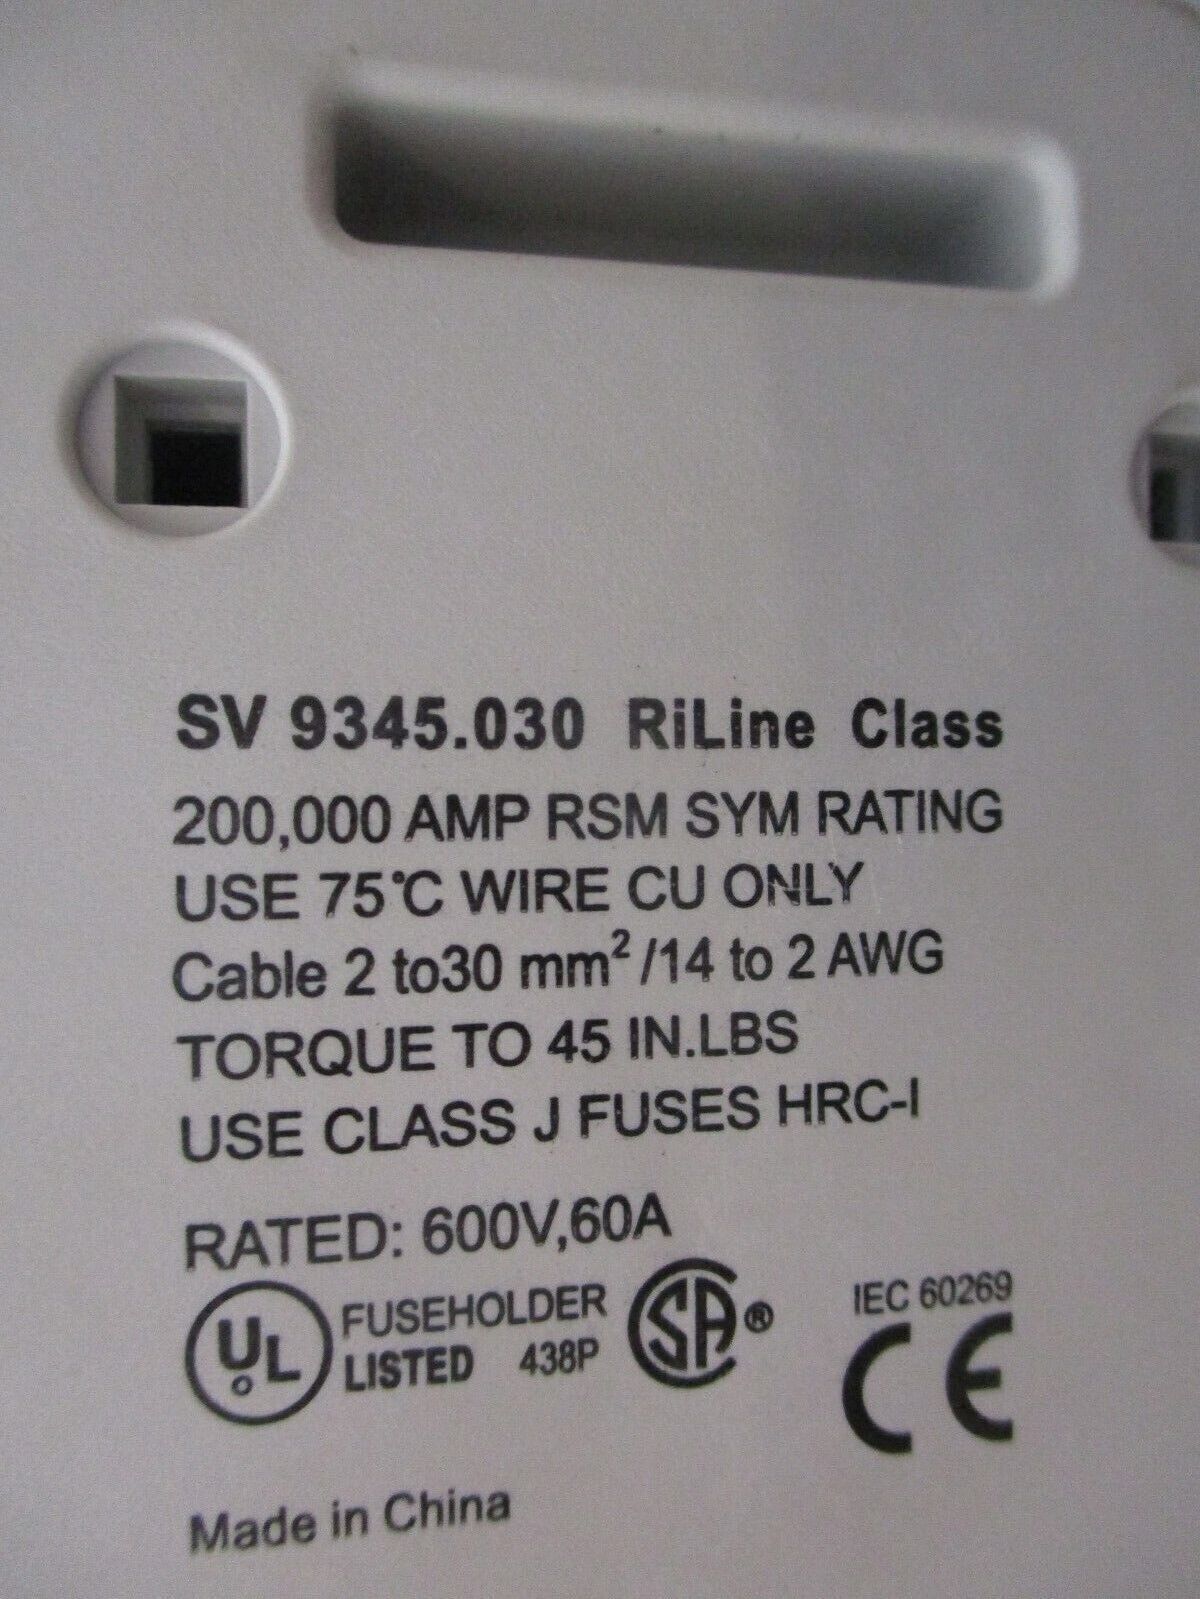 SV 9345.030 RiLine Class
200,000 AMP RSM SYM RATING
USE 75°C WIRE CU ONLY
Cable 2 to30 mm²/14 to 2 AWG
TORQUE TO 45 IN.LBS
USE CLASS J FUSES HRC-I
RATED: 600V,60A
UL FUSEHOLDER LISTED 438P
SA®
IEC 60269
CE
Made in China